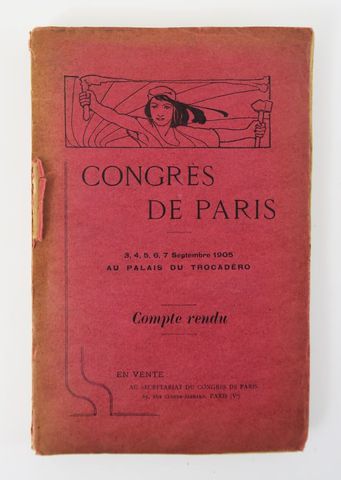 CONGRÈS
DE PARIS
3, 4, 5, 6, 7 Septembre 1905
AU PALAIS DU TROCADÉRO
Compte rendu
EN VENTE
AU SECRÉTARIAT DU CONGRÈS DE PARIS
PARIS (Vᵉ)